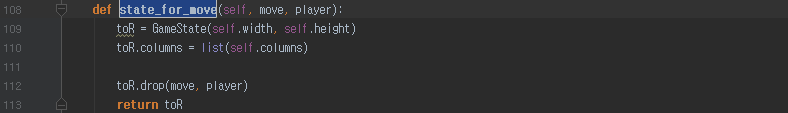 108 def state_for_move(self, move, player):
109 toR = GameState(self.width, self.height)
110 toR.columns = list(self.columns)
111
112 toR.drop(move, player)
113 return toR